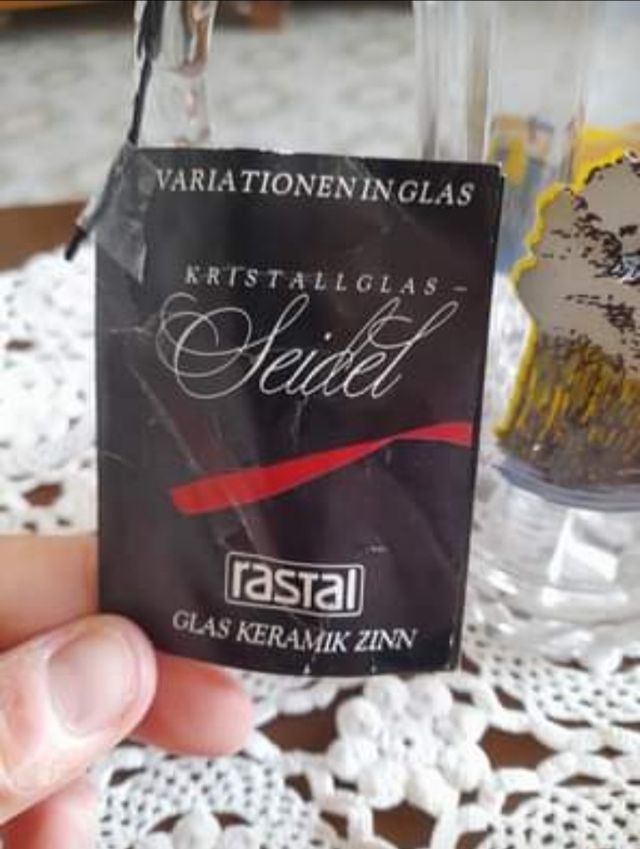 VARIATIONEN IN GLAS
KRISTALLGLAS –
Seidel
rastal
GLAS KERAMIK ZINN